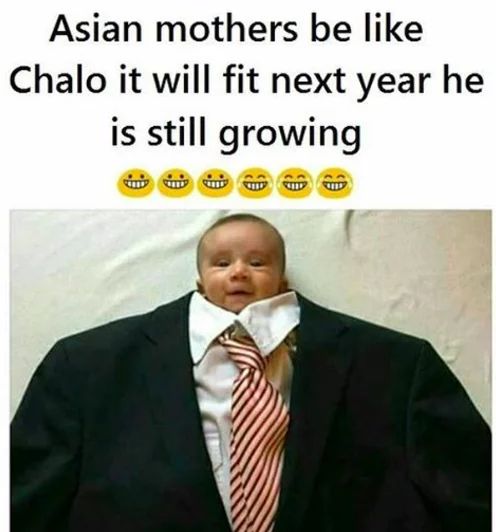 Asian mothers be like
Chalo it will fit next year he
is still growing
😀😀😀😂😂😂